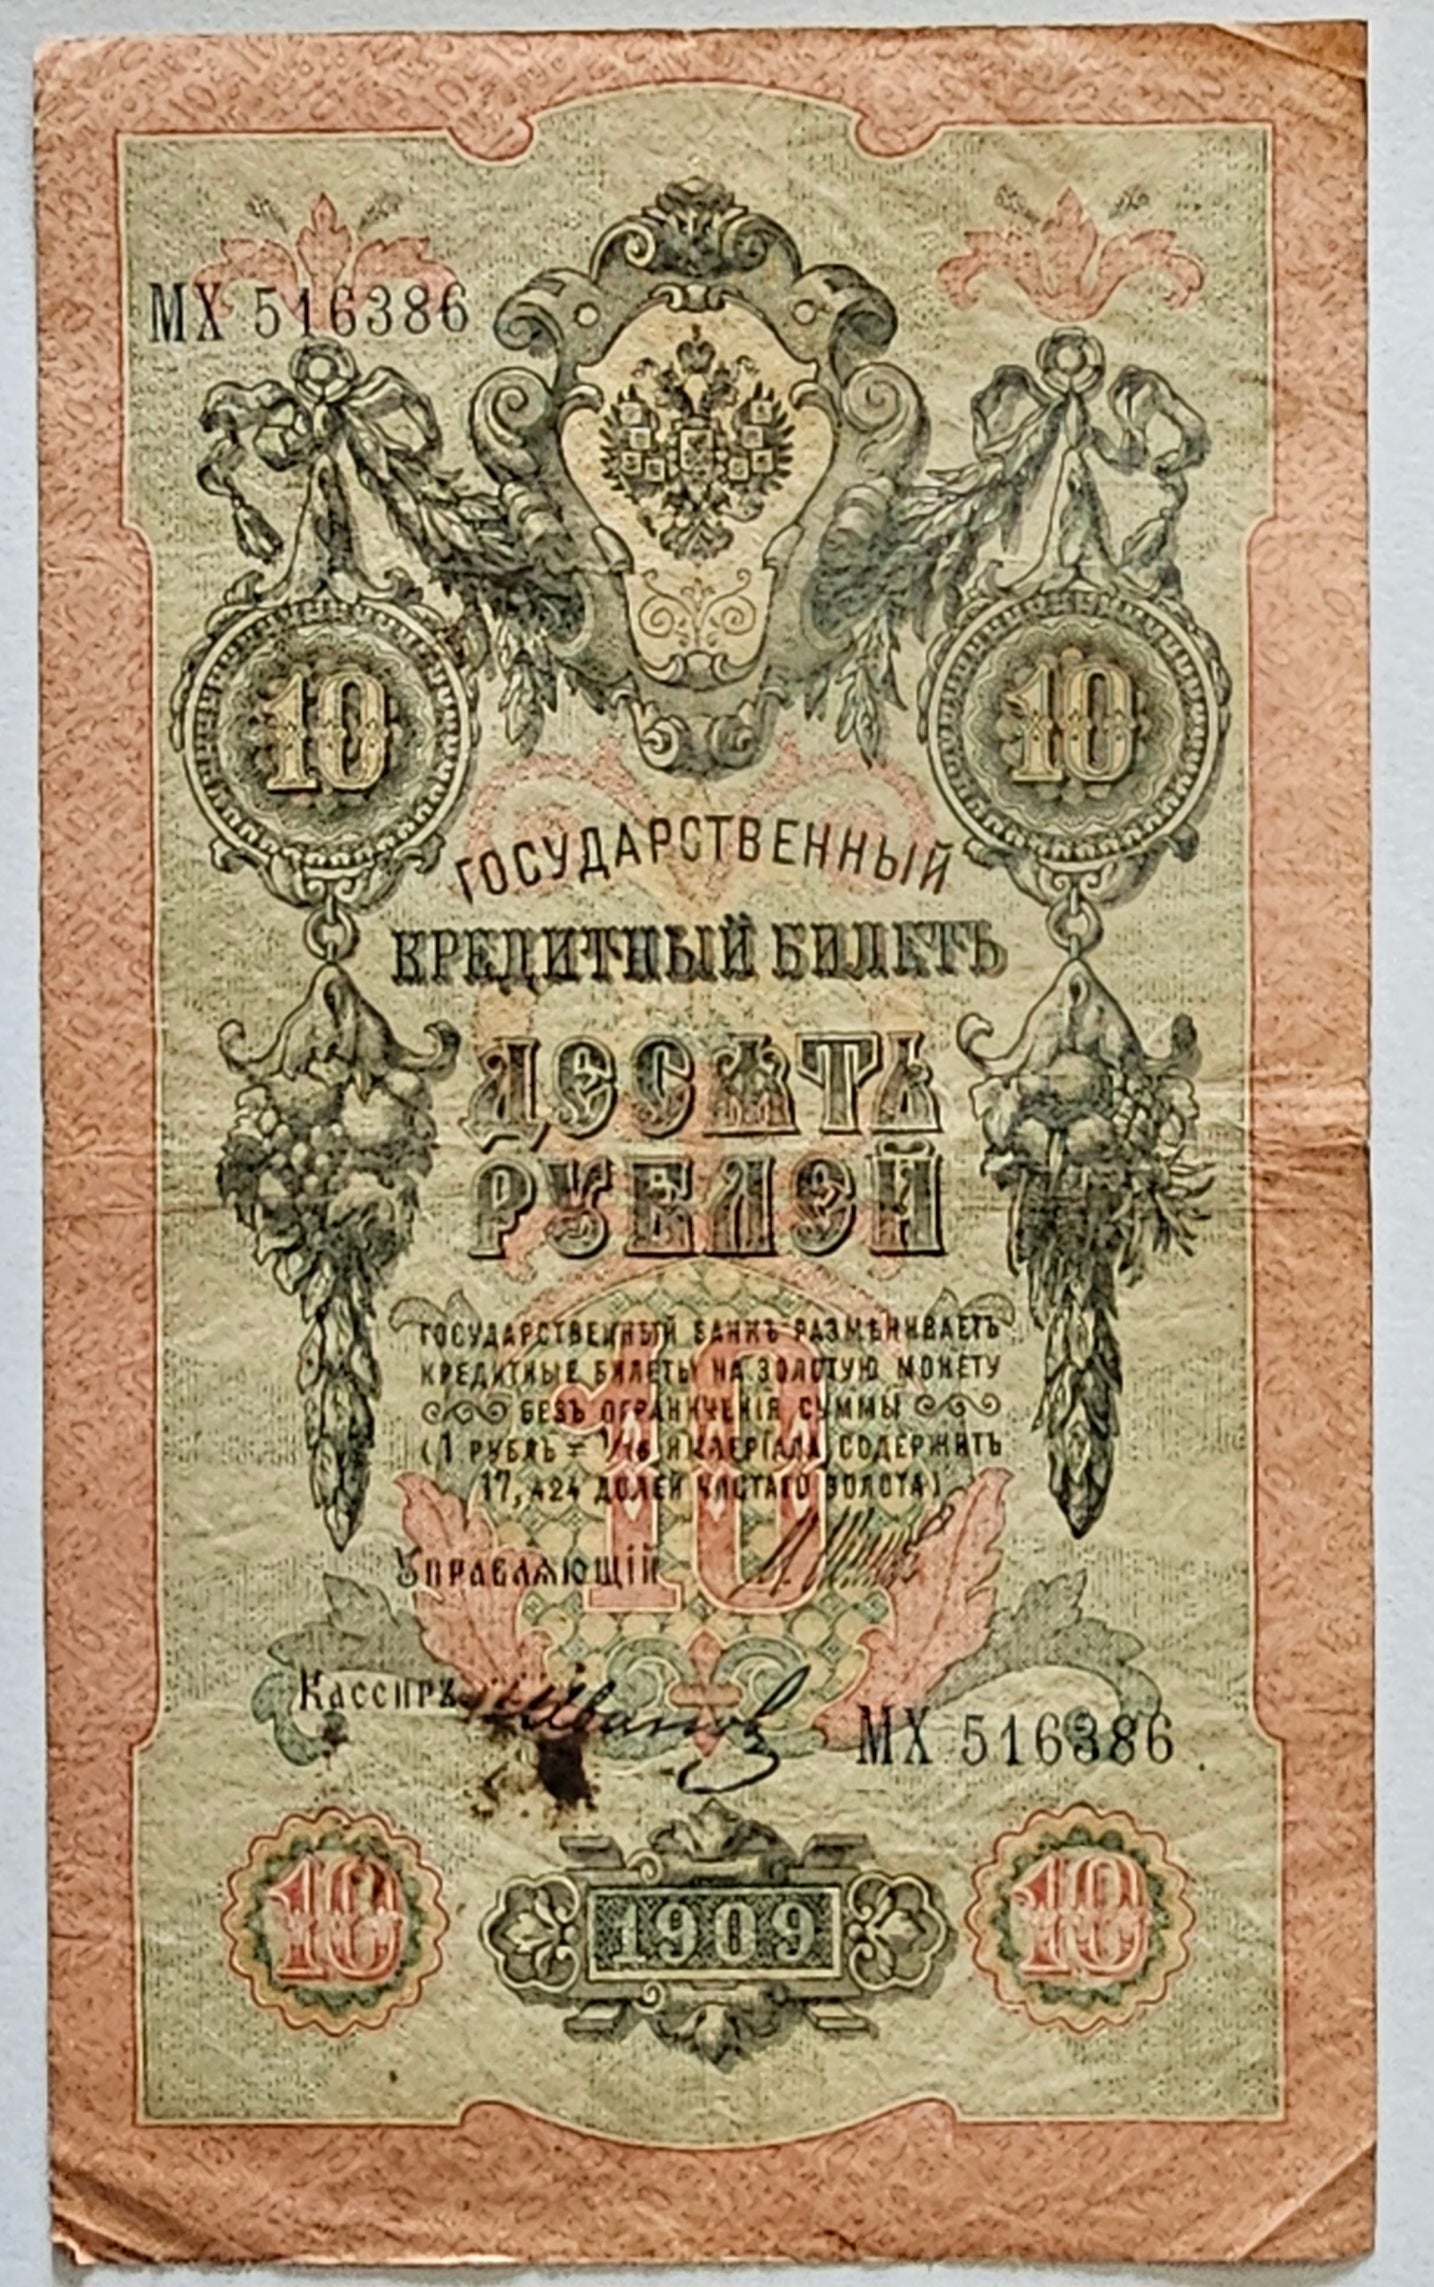 МХ 516386
10
10
ГОСУДАРСТВЕННЫЙ
КРЕДИТНЫЙ БИЛЕТЪ
ДЕСЯТЬ
РУБЛЕЙ
10
ГОСУДАРСТВЕННЫЙ БАНКЪ РАЗМѢНИВАЕТЪ
КРЕДИТНЫЕ БИЛЕТЫ НА ЗОЛОТУЮ МОНЕТУ
БЕЗЪ ОГРАНИЧЕНІЯ СУММЫ
(1 РУБЛЬ = 1/15 ИМПЕРІАЛА, СОДЕРЖИТЪ
17,424 ДОЛЕЙ ЧИСТАГО ЗОЛОТА)
Управляющій
Кассиръ
МХ 516386
10
1909
10